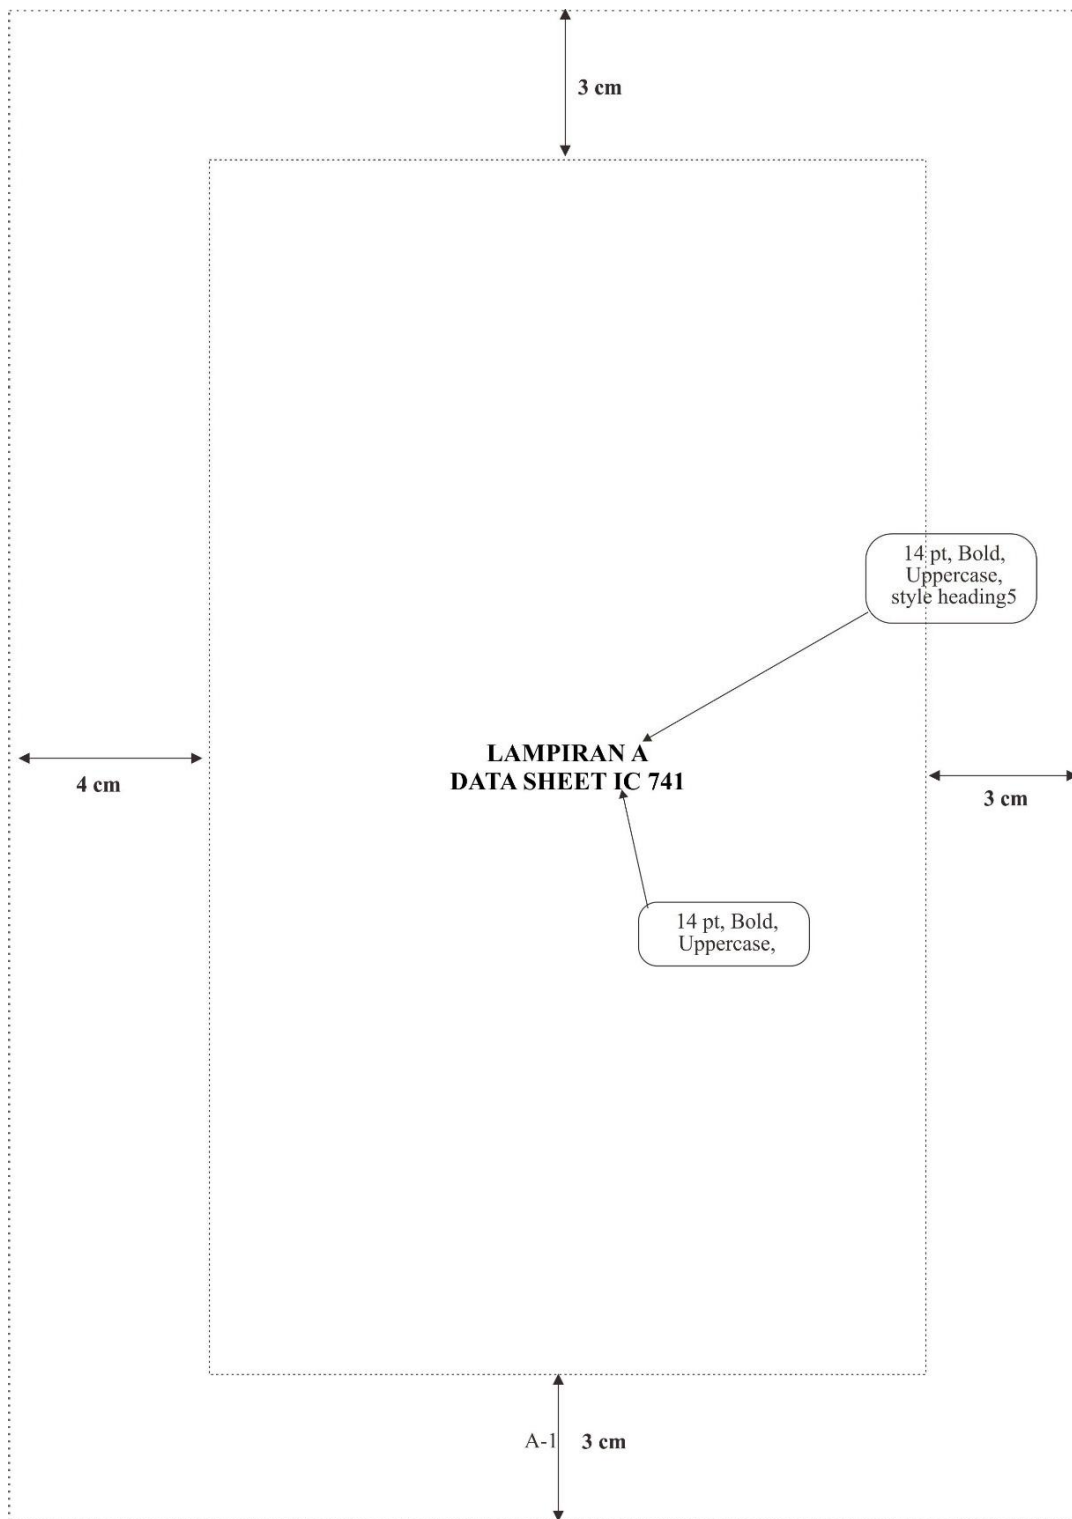 3 cm
14 pt, Bold,
Uppercase,
style heading5
LAMPIRAN A
DATA SHEET IC 741
4 cm
3 cm
14 pt, Bold,
Uppercase,
A-1
3 cm